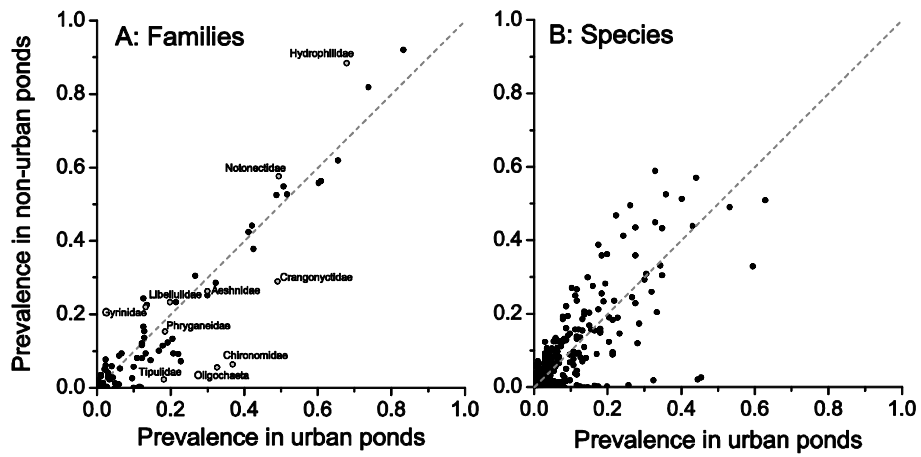 A: Families
B: Species
Prevalence in non-urban ponds
1.0
0.8
0.6
0.4
0.2
0.0
Hydrophilidae
Notonectidae
Crangonyctidae
Libellulidae
Aeshnidae
Gyrinidae
Phryganeidae
Chironomidae
Tipulidae
Oligochaeta
0.0 0.2 0.4 0.6 0.8 1.0
Prevalence in urban ponds
1.0
0.8
0.6
0.4
0.2
0.0
0.0 0.2 0.4 0.6 0.8 1.0
Prevalence in urban ponds